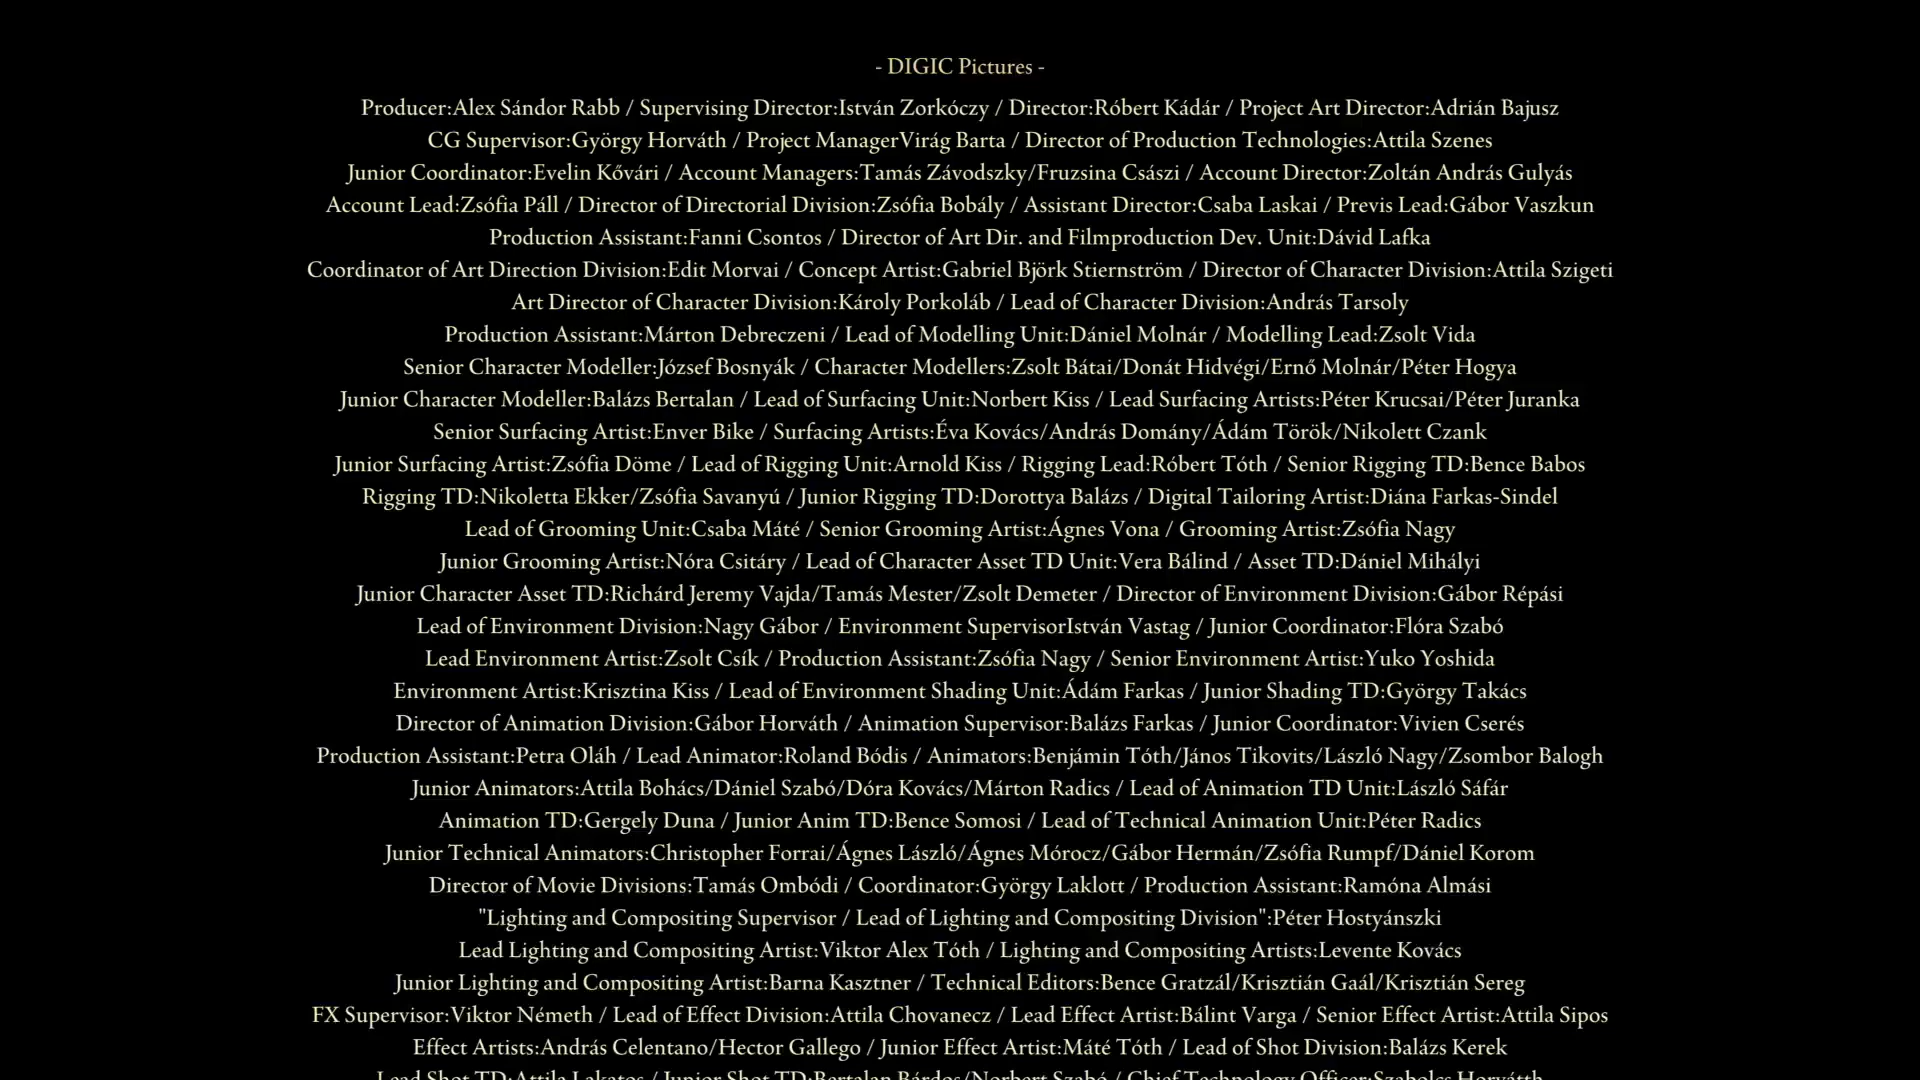 - DIGIC Pictures -
Producer:Alex Sándor Rabb / Supervising Director:István Zorkóczy / Director:Róbert Kádár / Project Art Director:Adrián Bajusz
CG Supervisor:György Horváth / Project ManagerVirág Barta / Director of Production Technologies:Attila Szenes
Junior Coordinator:Evelin Kővári / Account Managers:Tamás Závodszky/Fruzsina Császi / Account Director:Zoltán András Gulyás
Account Lead:Zsófia Páll / Director of Directorial Division:Zsófia Bobály / Assistant Director:Csaba Laskai / Previs Lead:Gábor Vaszkun
Production Assistant:Fanni Csontos / Director of Art Dir. and Filmproduction Dev. Unit:Dávid Lafka
Coordinator of Art Direction Division:Edit Morvai / Concept Artist:Gabriel Björk Stiernström / Director of Character Division:Attila Szigeti
Art Director of Character Division:Károly Porkoláb / Lead of Character Division:András Tarsoly
Production Assistant:Márton Debreczeni / Lead of Modelling Unit:Dániel Molnár / Modelling Lead:Zsolt Vida
Senior Character Modeller:József Bosnyák / Character Modellers:Zsolt Bátai/Donát Hidvégi/Ernő Molnár/Péter Hogya
Junior Character Modeller:Balázs Bertalan / Lead of Surfacing Unit:Norbert Kiss / Lead Surfacing Artists:Péter Krucsai/Péter Juranka
Senior Surfacing Artist:Enver Bike / Surfacing Artists:Éva Kovács/András Domány/Ádám Török/Nikolett Czank
Junior Surfacing Artist:Zsófia Döme / Lead of Rigging Unit:Arnold Kiss / Rigging Lead:Róbert Tóth / Senior Rigging TD:Bence Babos
Rigging TD:Nikoletta Ekker/Zsófia Savanyú / Junior Rigging TD:Dorottya Balázs / Digital Tailoring Artist:Diána Farkas-Sindel
Lead of Grooming Unit:Csaba Máté / Senior Grooming Artist:Ágnes Vona / Grooming Artist:Zsófia Nagy
Junior Grooming Artist:Nóra Csitáry / Lead of Character Asset TD Unit:Vera Bálind / Asset TD:Dániel Mihályi
Junior Character Asset TD:Richárd Jeremy Vajda/Tamás Mester/Zsolt Demeter / Director of Environment Division:Gábor Répási
Lead of Environment Division:Nagy Gábor / Environment SupervisorIstván Vastag / Junior Coordinator:Flóra Szabó
Lead Environment Artist:Zsolt Csík / Production Assistant:Zsófia Nagy / Senior Environment Artist:Yuko Yoshida
Environment Artist:Krisztina Kiss / Lead of Environment Shading Unit:Ádám Farkas / Junior Shading TD:György Takács
Director of Animation Division:Gábor Horváth / Animation Supervisor:Balázs Farkas / Junior Coordinator:Vivien Cserés
Production Assistant:Petra Oláh / Lead Animator:Roland Bódis / Animators:Benjámin Tóth/János Tikovits/László Nagy/Zsombor Balogh
Junior Animators:Attila Bohács/Dániel Szabó/Dóra Kovács/Márton Radics / Lead of Animation TD Unit:László Sáfár
Animation TD:Gergely Duna / Junior Anim TD:Bence Somosi / Lead of Technical Animation Unit:Péter Radics
Junior Technical Animators:Christopher Forrai/Ágnes László/Ágnes Mórocz/Gábor Hermán/Zsófia Rumpf/Dániel Korom
Director of Movie Divisions:Tamás Ombódi / Coordinator:György Laklott / Production Assistant:Ramóna Almási
"Lighting and Compositing Supervisor / Lead of Lighting and Compositing Division":Péter Hostyánszki
Lead Lighting and Compositing Artist:Viktor Alex Tóth / Lighting and Compositing Artists:Levente Kovács
Junior Lighting and Compositing Artist:Barna Kasztner / Technical Editors:Bence Gratzál/Krisztián Gaál/Krisztián Sereg
FX Supervisor:Viktor Németh / Lead of Effect Division:Attila Chovanecz / Lead Effect Artist:Bálint Varga / Senior Effect Artist:Attila Sipos
Effect Artists:András Celentano/Hector Gallego / Junior Effect Artist:Máté Tóth / Lead of Shot Division:Balázs Kerek
Lead Shot TD:Attila Lakatos / Junior Shot TD:Bertalan Bárdos/Norbert Szabó / Chief Technology Officer:Szabolcs Horvátth